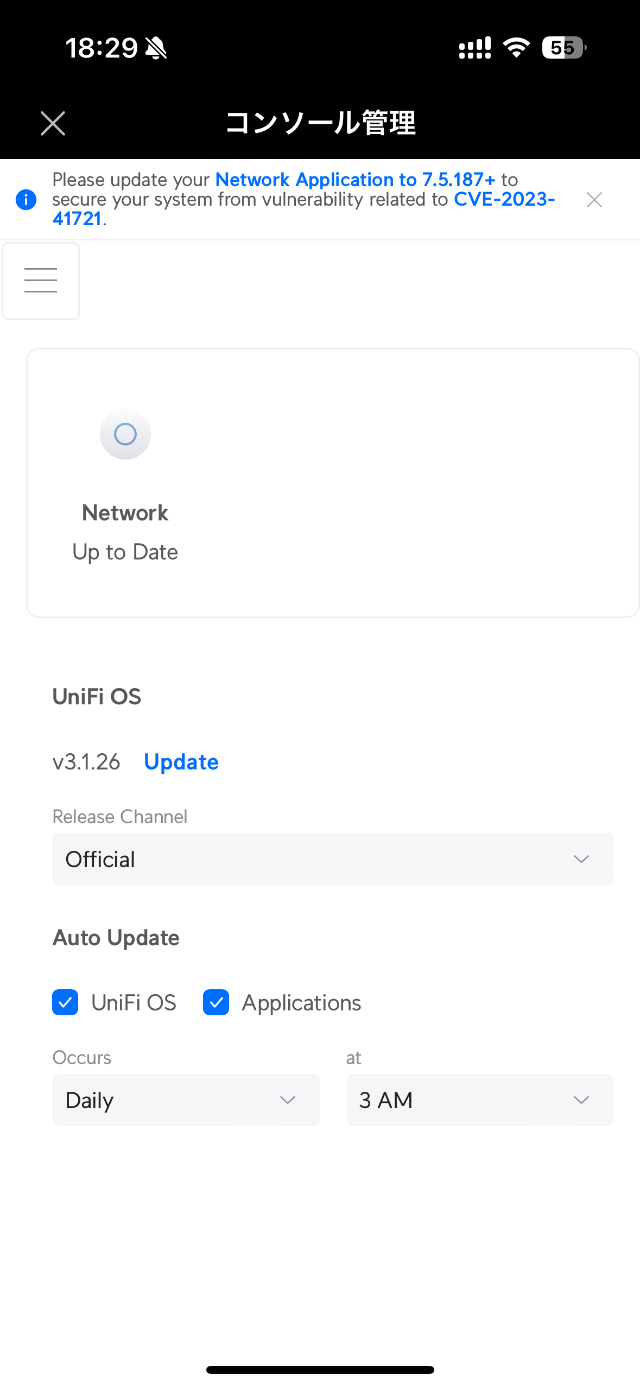 18:29
55
コンソール管理
Please update your Network Application to 7.5.187+ to
secure your system from vulnerability related to CVE-2023-
41721.
Network
Up to Date
UniFi OS
v3.1.26 Update
Release Channel
Official
Auto Update
UniFi OS Applications
Occurs at
Daily 3 AM